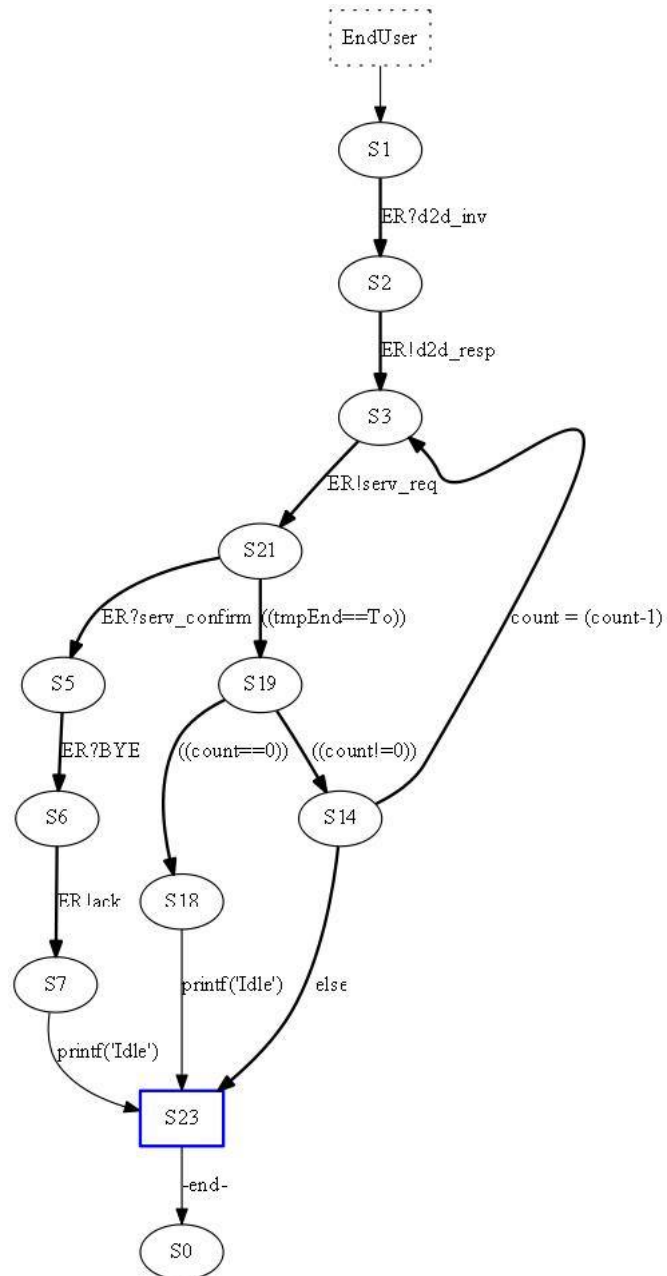 EndUser
S1
ER?d2d_inv
S2
ER!d2d_resp
S3
ER!serv_req
S21
ER?serv_confirm
((tmpEnd==To))
count = (count-1)
S5
S19
ER?BYE
((count==0))
((count!=0))
S6
S14
ER!ack
S18
S7
printf('Idle')
else
printf('Idle')
S23
-end-
S0